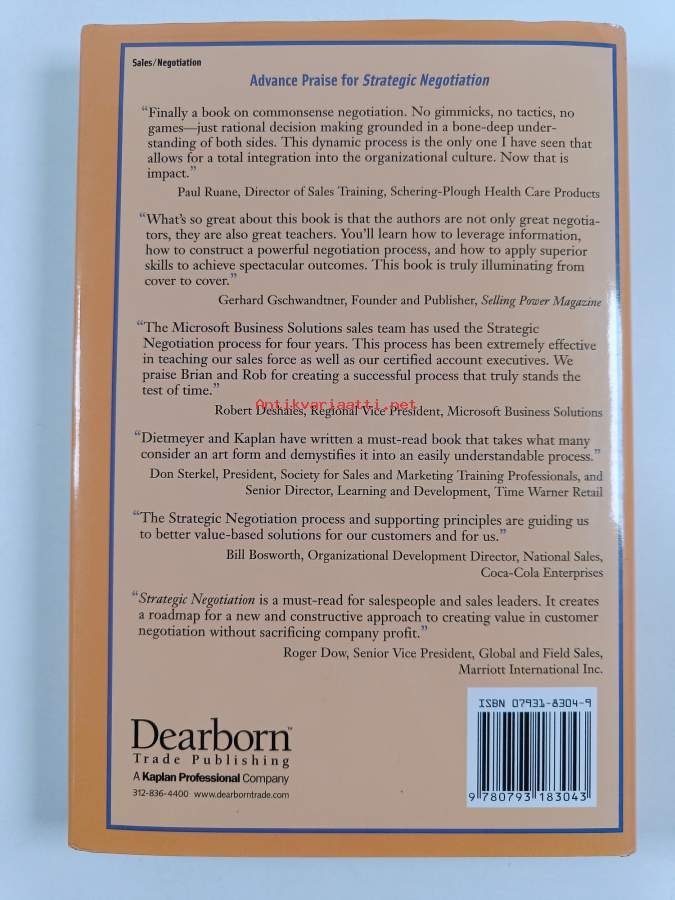 Sales/Negotiation
Advance Praise for Strategic Negotiation
“Finally a book on commonsense negotiation. No gimmicks, no tactics, no
games—just rational decision making grounded in a bone-deep under-
standing of both sides. This dynamic process is the only one I have seen that
allows for a total integration into the organizational culture. Now that is
impact.”
Paul Ruane, Director of Sales Training, Schering-Plough Health Care Products
“What’s so great about this book is that the authors are not only great negotia-
tors, they are also great teachers. You’ll learn how to leverage information,
how to construct a powerful negotiation process, and how to apply superior
skills to achieve spectacular outcomes. This book is truly illuminating from
cover to cover.”
Gerhard Gschwandtner, Founder and Publisher, Selling Power Magazine
“The Microsoft Business Solutions sales team has used the Strategic
Negotiation process for four years. This process has been extremely effective
in teaching our sales force as well as our certified account executives. We
praise Brian and Rob for creating a successful process that truly stands the
test of time.”
Antikvariaatti.net
Robert Deshaies, Regional Vice President, Microsoft Business Solutions
“Dietmeyer and Kaplan have written a must-read book that takes what many
consider an art form and demystifies it into an easily understandable process.”
Don Sterkel, President, Society for Sales and Marketing Training Professionals, and
Senior Director, Learning and Development, Time Warner Retail
“The Strategic Negotiation process and supporting principles are guiding us
to better value-based solutions for our customers and for us.”
Bill Bosworth, Organizational Development Director, National Sales,
Coca-Cola Enterprises
“Strategic Negotiation is a must-read for salespeople and sales leaders. It creates
a roadmap for a new and constructive approach to creating value in customer
negotiation without sacrificing company profit.”
Roger Dow, Senior Vice President, Global and Field Sales,
Marriott International Inc.
ISBN 07931-8304-9
9 780793 183043
Dearborn™
Trade Publishing
A Kaplan Professional Company
312-836-4400 www.dearborntrade.com